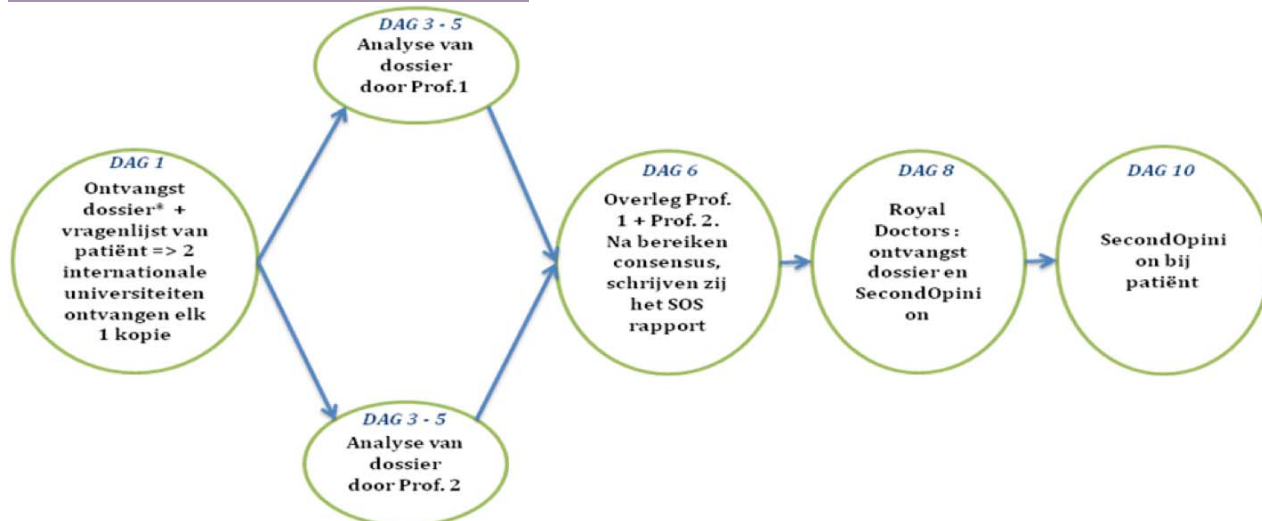 DAG 1
Ontvangst
dossier* +
vragenlijst van
patiënt => 2
internationale
universiteiten
ontvangen elk
1 kopie
DAG 3 - 5
Analyse van
dossier
door Prof.1
DAG 3 - 5
Analyse van
dossier
door Prof. 2
DAG 6
Overleg Prof.
1 + Prof. 2.
Na bereiken
consensus,
schrijven zij
het SOS
rapport
DAG 8
Royal
Doctors :
ontvangst
dossier en
SecondOpini
on
DAG 10
SecondOpini
on bij
patiënt